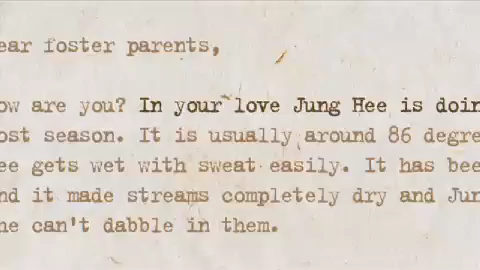 ear foster parents,
ow are you? In your love Jung Hee is doin
ost season. It is usually around 86 degre
ee gets wet with sweat easily. It has bee
nd it made streams completely dry and Jun
he can't dabble in them.